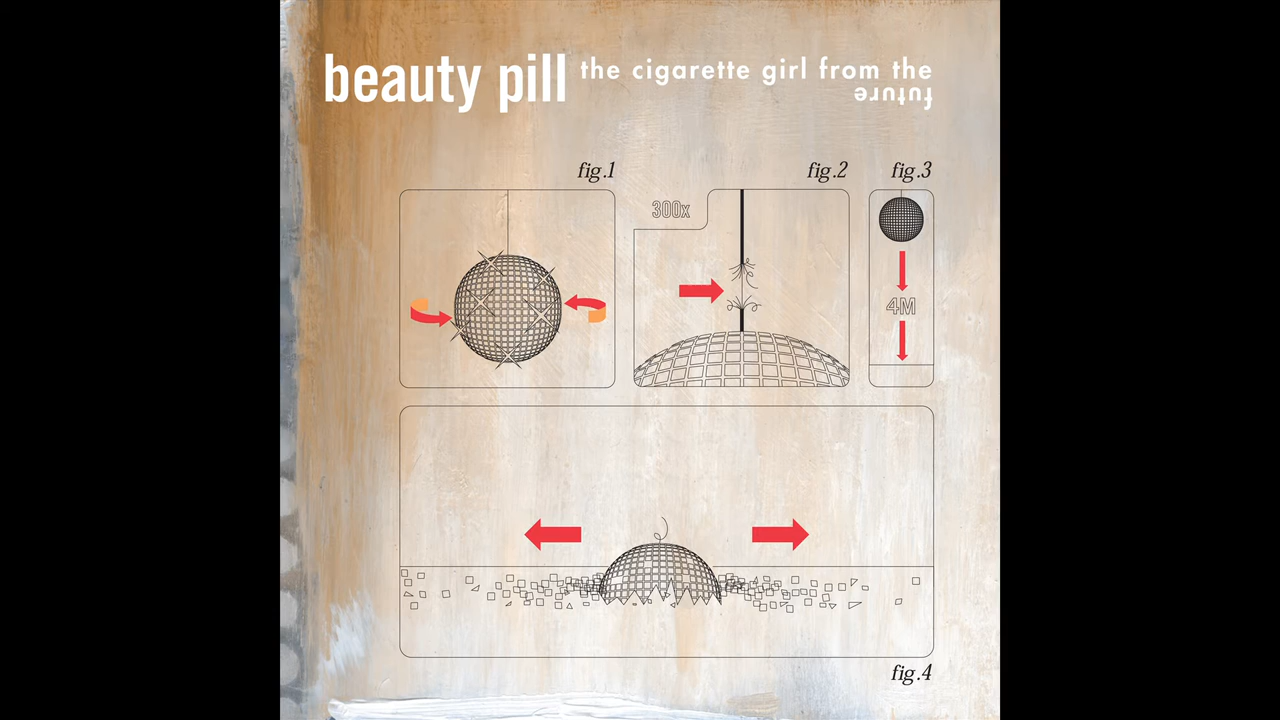 beauty pill the cigarette girl from the
future
fig.1
fig.2
fig.3
300x
4M
fig.4